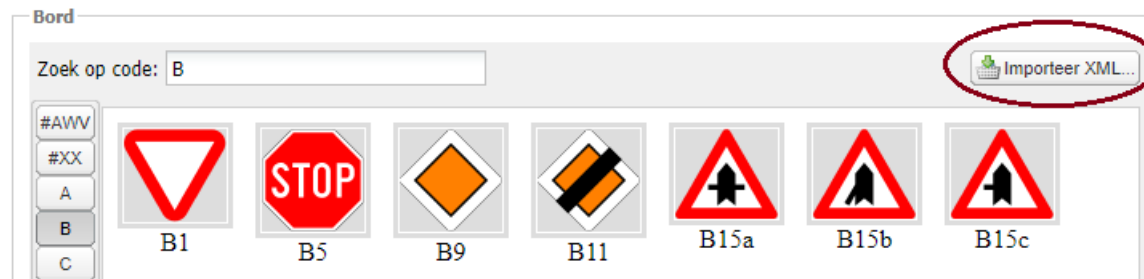 Bord
Zoek op code: B
Importeer XML...
#AWV
#XX
A
B
C
STOP
B1
B5
B9
B11
B15a
B15b
B15c